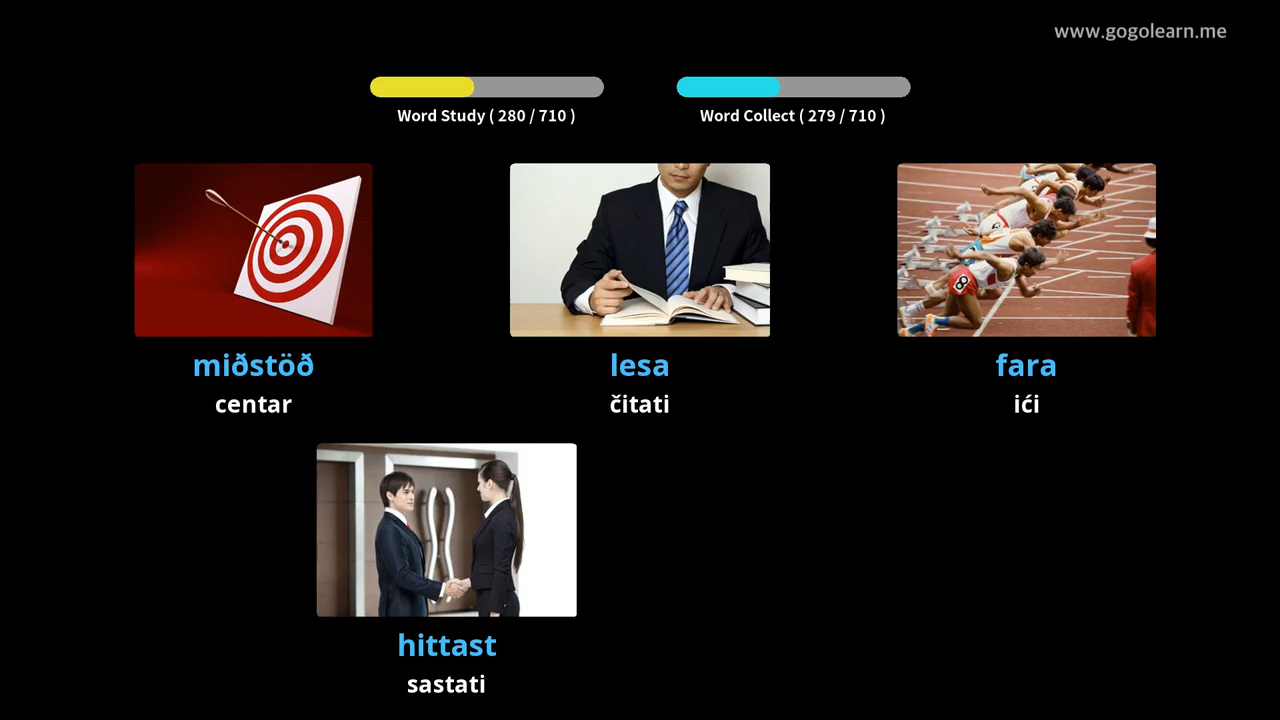 www.gogolearn.me
Word Study ( 280 / 710 )
Word Collect ( 279 / 710 )
miðstöð
centar
lesa
čitati
fara
ići
hittast
sastati